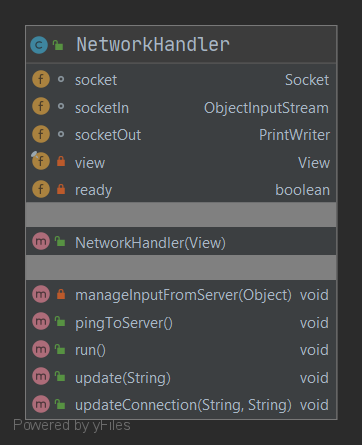 C NetworkHandler
f socket Socket
f socketIn ObjectInputStream
f socketOut PrintWriter
f view View
f ready boolean
m NetworkHandler(View)
m manageInputFromServer(Object) void
m pingToServer() void
m run() void
m update(String) void
m updateConnection(String, String) void
Powered by yFiles